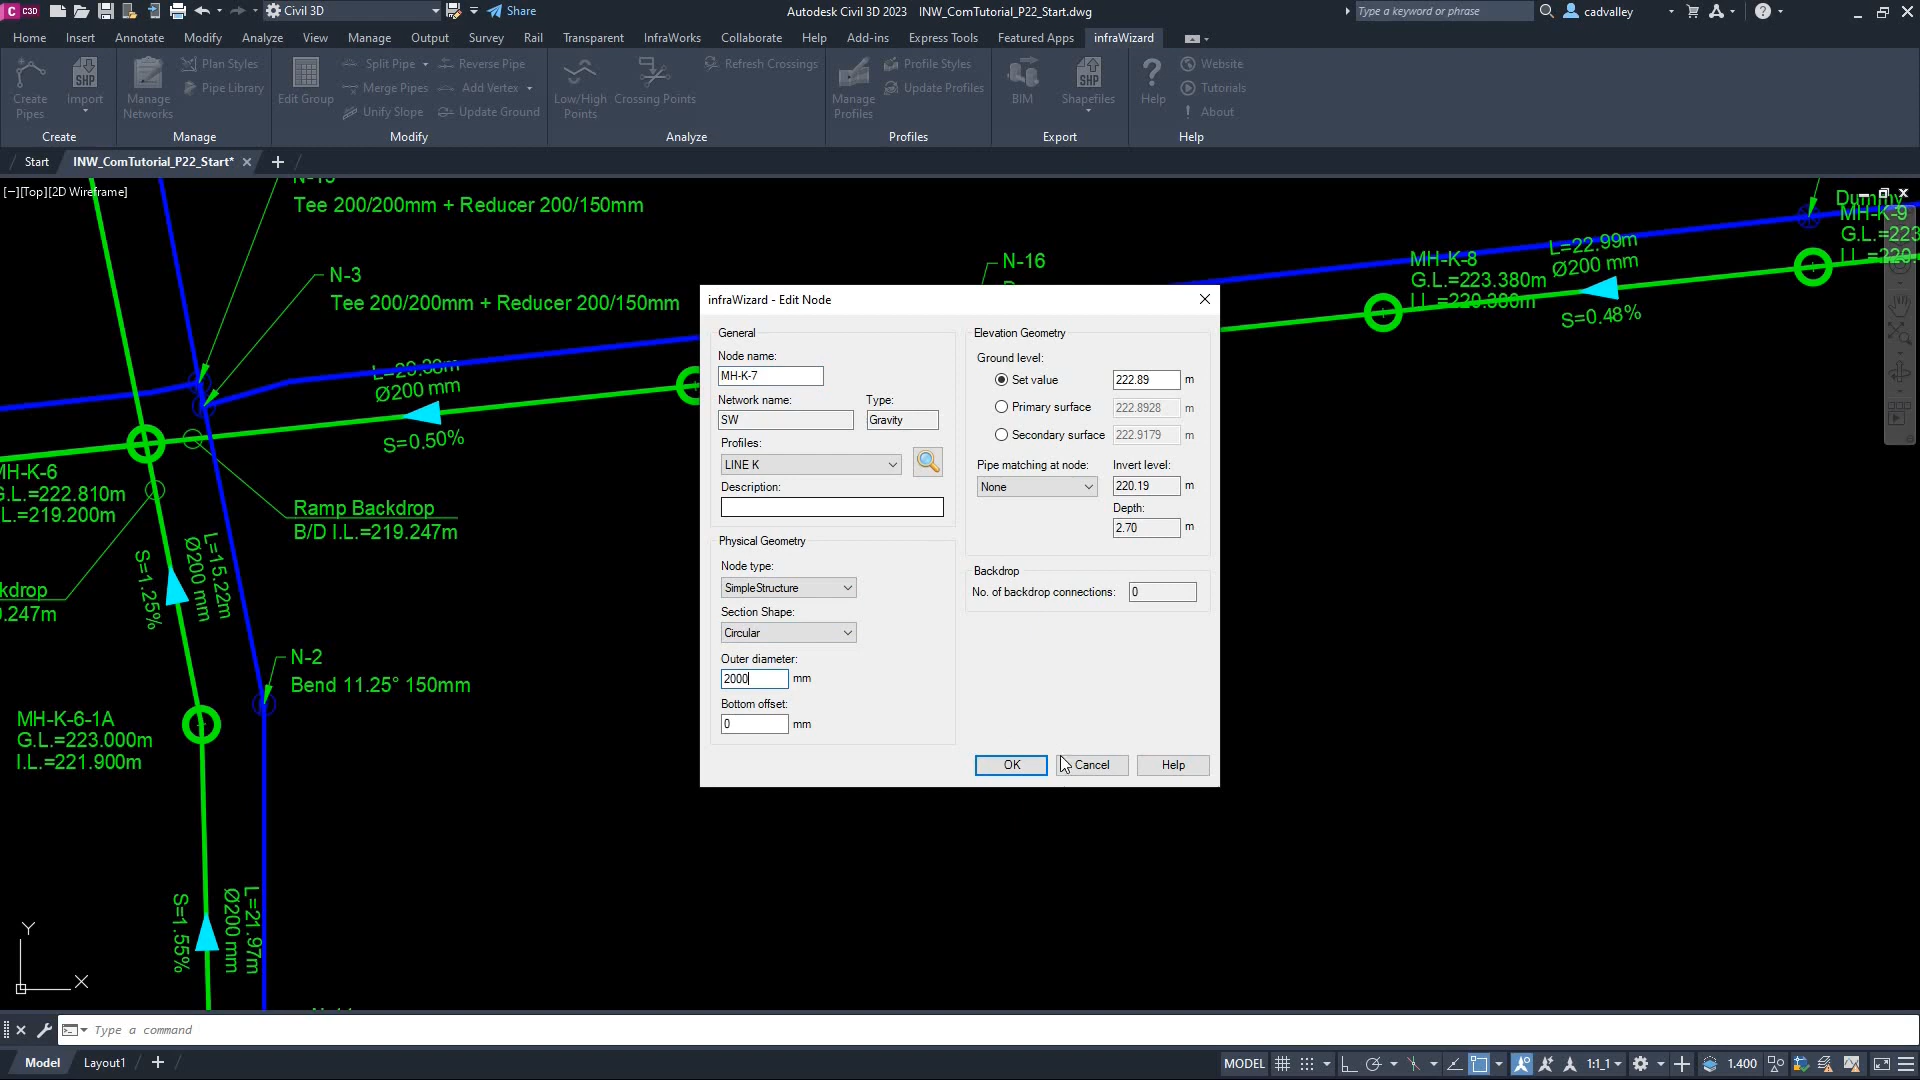 C3D
Civil 3D
Share
Autodesk Civil 3D 2023 INW_ComTutorial_P22_Start.dwg
Type a keyword or phrase
cadvalley
Home Insert Annotate Modify Analyze View Manage Output Survey Rail Transparent InfraWorks Collaborate Help Add-ins Express Tools Featured Apps infraWizard
Create Pipes
Import
Manage Networks
Plan Styles
Pipe Library
Edit Group
Split Pipe
Merge Pipes
Unify Slope
Reverse Pipe
Add Vertex
Update Ground
Low/High Points
Crossing Points
Refresh Crossings
Manage Profiles
Profile Styles
Update Profiles
BIM
Shapefiles
Help
Website
Tutorials
About
Create Manage Modify Analyze Profiles Export Help
Start INW_ComTutorial_P22_Start*
[−][Top][2D Wireframe]
Tee 200/200mm + Reducer 200/150mm
N-3
Tee 200/200mm + Reducer 200/150mm
N-16
Ø200 mm
S=0.50%
MH-K-8
G.L.=223.380m
I.L.=220.380m
L=22.99m
Ø200 mm
S=0.48%
Dummy
MH-K-9
G.L.=223
MH-K-6
G.L.=222.810m
I.L.=219.200m
Ramp Backdrop
B/D I.L.=219.247m
kdrop
0.247m
S=1.25%
Ø200 mm
L=15.22m
N-2
Bend 11.25° 150mm
MH-K-6-1A
G.L.=223.000m
I.L.=221.900m
S=1.55%
Ø200 mm
L=21.97m
infraWizard - Edit Node
General
Node name:
MH-K-7
Network name: Type:
SW Gravity
Profiles:
LINE K
Description:
Physical Geometry
Node type:
SimpleStructure
Section Shape:
Circular
Outer diameter:
2000 mm
Bottom offset:
0 mm
Elevation Geometry
Ground level:
Set value 222.89 m
Primary surface 222.8928 m
Secondary surface 222.9179 m
Pipe matching at node: Invert level:
None 220.19 m
Depth:
2.70 m
Backdrop
No. of backdrop connections: 0
OK Cancel Help
Y
X
Type a command
Model Layout1
MODEL
1:1_1
1.400